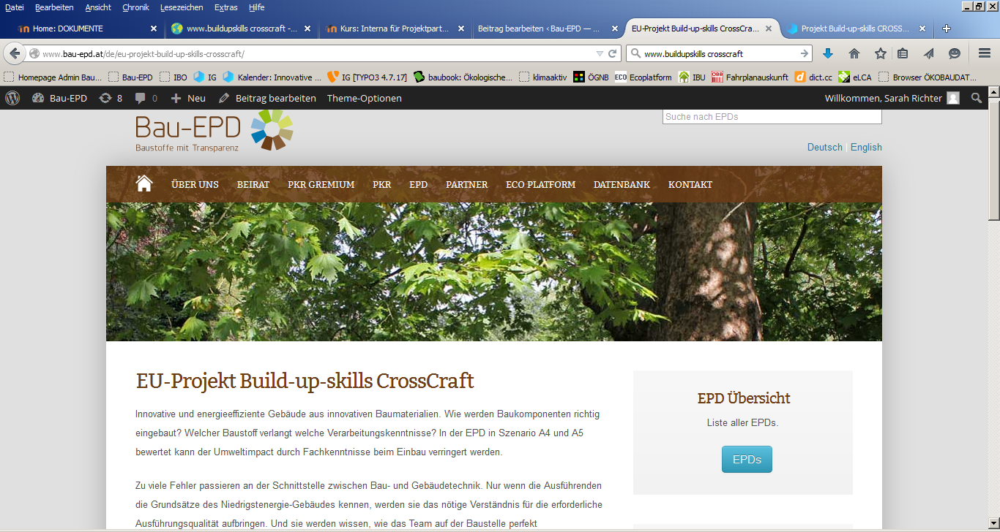 Datei Bearbeiten Ansicht Chronik Lesezeichen Extras Hilfe
Home: DOKUMENTE www.buildupskills crosscraft -... Kurs: Interna für Projektpart... Beitrag bearbeiten ‹ Bau-EPD — ... EU-Projekt Build-up-skills CrossCra... Projekt Build-up-skills CROSS...
www.bau-epd.at/de/eu-projekt-build-up-skills-crosscraft/ www.buildupskills crosscraft
Homepage Admin Bau... Bau-EPD IBO IG Kalender: Innovative ... IG [TYPO3 4.7.17] baubook: Ökologische... klimaaktiv ÖGNB ECO Ecoplatform IBU ÖBB Fahrplanauskunft d dict.cc eLCA Browser ÖKOBAUDAT...
Bau-EPD 8 0 Neu Beitrag bearbeiten Theme-Optionen Willkommen, Sarah Richter
Bau-EPD
Baustoffe mit Transparenz
Suche nach EPDs
Deutsch | English
ÜBER UNS BEIRAT PKR GREMIUM PKR EPD PARTNER ECO PLATFORM DATENBANK KONTAKT
EU-Projekt Build-up-skills CrossCraft
Innovative und energieeffiziente Gebäude aus innovativen Baumaterialien. Wie werden Baukomponenten richtig
eingebaut? Welcher Baustoff verlangt welche Verarbeitungskenntnisse? In der EPD in Szenario A4 und A5
bewertet kann der Umweltimpact durch Fachkenntnisse beim Einbau verringert werden.
Zu viele Fehler passieren an der Schnittstelle zwischen Bau- und Gebäudetechnik. Nur wenn die Ausführenden
die Grundsätze des Niedrigstenergie-Gebäudes kennen, werden sie das nötige Verständnis für die erforderliche
Ausführungsqualität aufbringen. Und sie werden wissen, wie das Team auf der Baustelle perfekt
EPD Übersicht
Liste aller EPDs.
EPDs